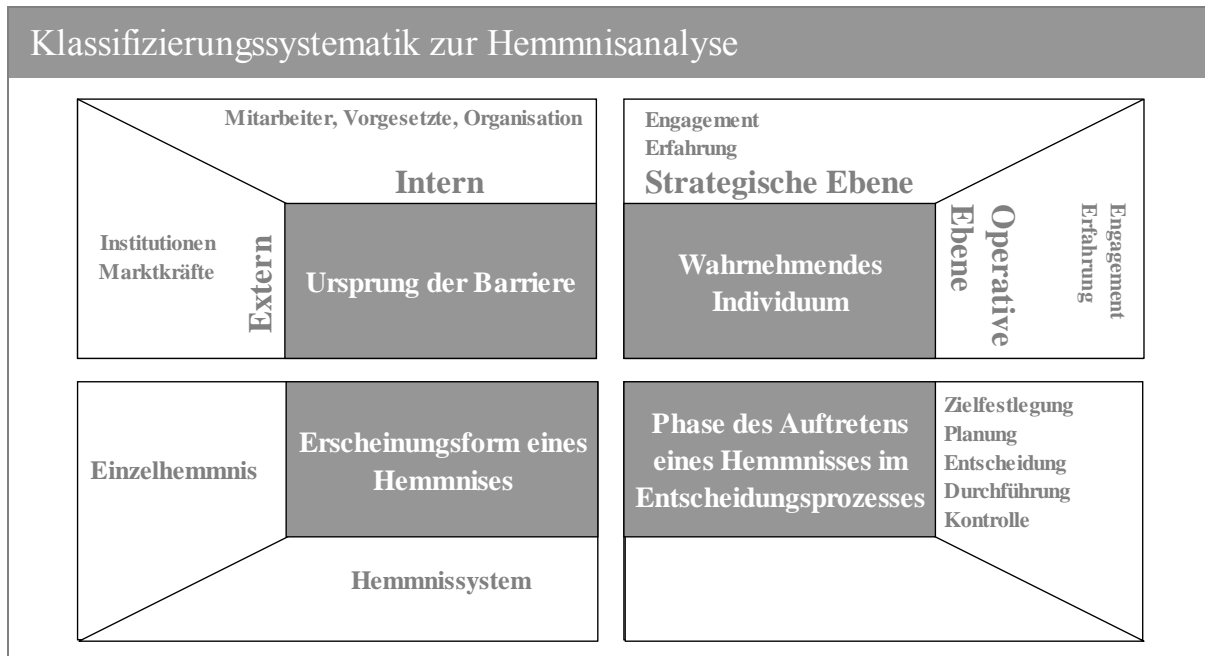 Klassifizierungssystematik zur Hemmnisanalyse
Mitarbeiter, Vorgesetzte, Organisation
Intern
Institutionen
Marktkräfte
Extern
Ursprung der Barriere
Engagement
Erfahrung
Strategische Ebene
Wahrnehmendes
Individuum
Operative
Ebene
Engagement
Erfahrung
Einzelhemmnis
Erscheinungsform eines
Hemmnises
Hemmnissystem
Phase des Auftretens
eines Hemmnisses im
Entscheidungsprozesses
Zielfestlegung
Planung
Entscheidung
Durchführung
Kontrolle